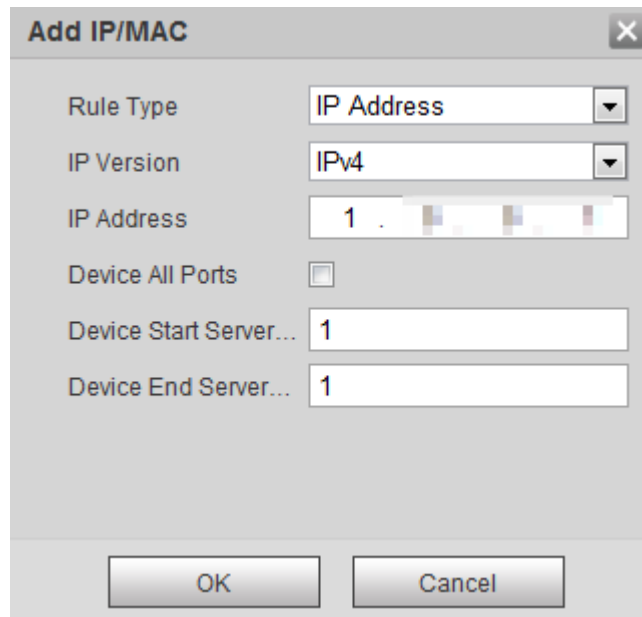 Add IP/MAC
Rule Type IP Address
IP Version IPv4
IP Address 1 .
Device All Ports
Device Start Server... 1
Device End Server... 1
OK Cancel